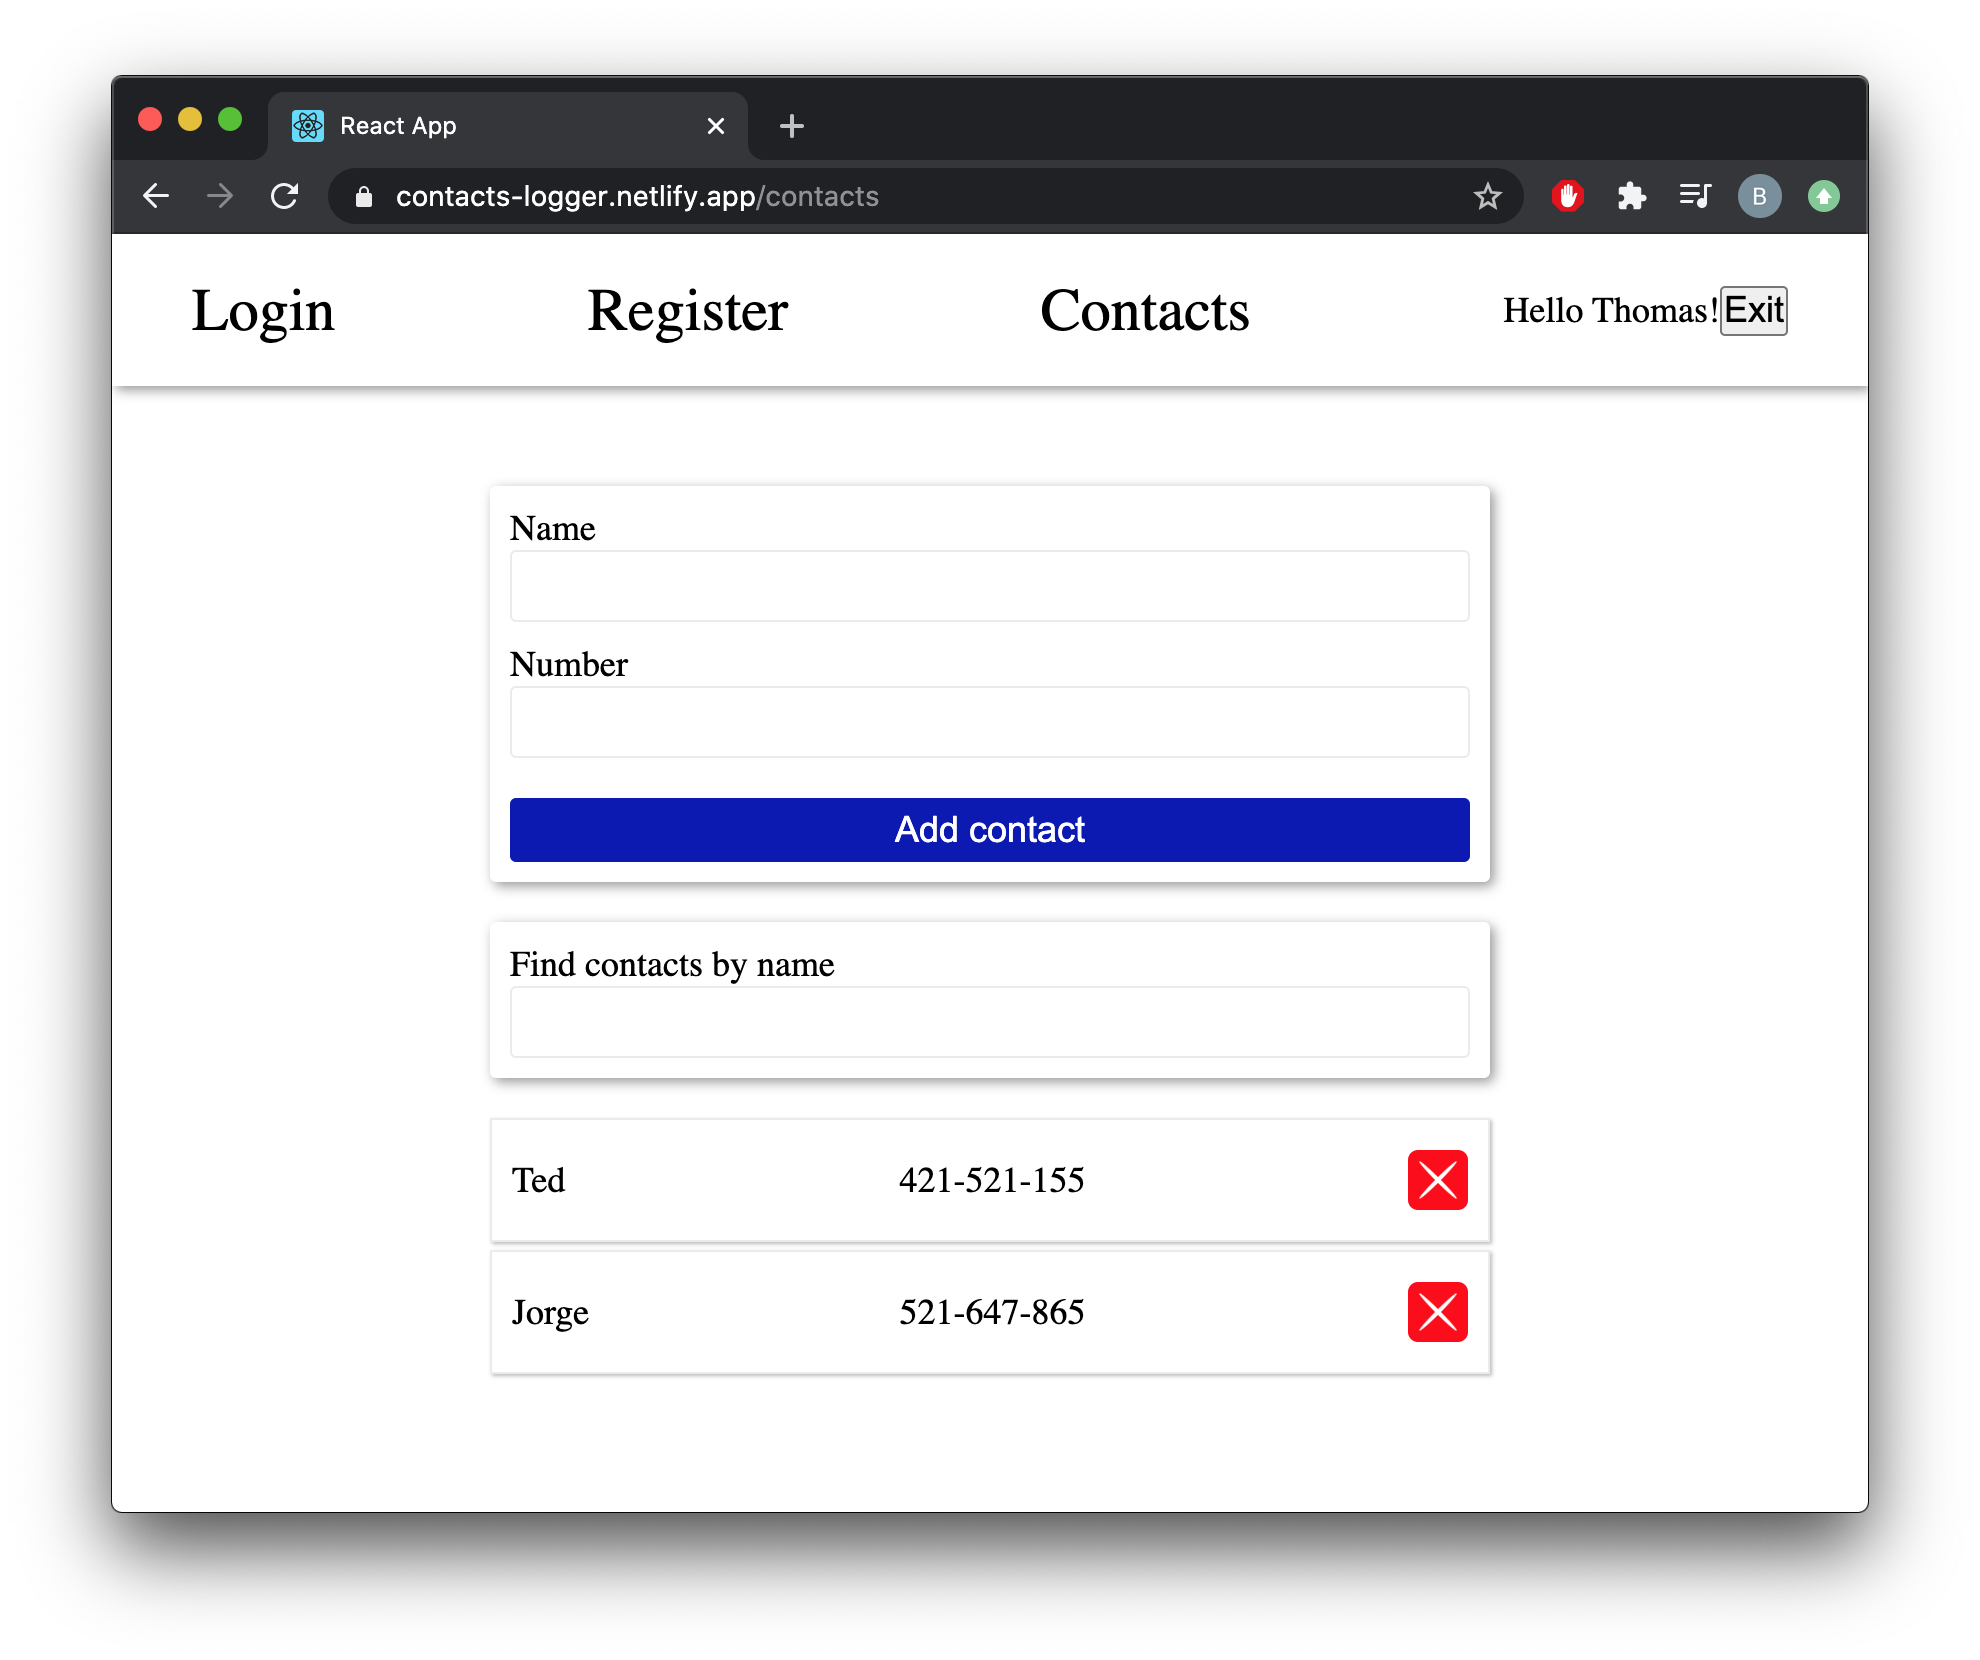 React App
contacts-logger.netlify.app/contacts
B
Login Register Contacts Hello Thomas! Exit
Name
Number
Add contact
Find contacts by name
Ted 421-521-155
Jorge 521-647-865